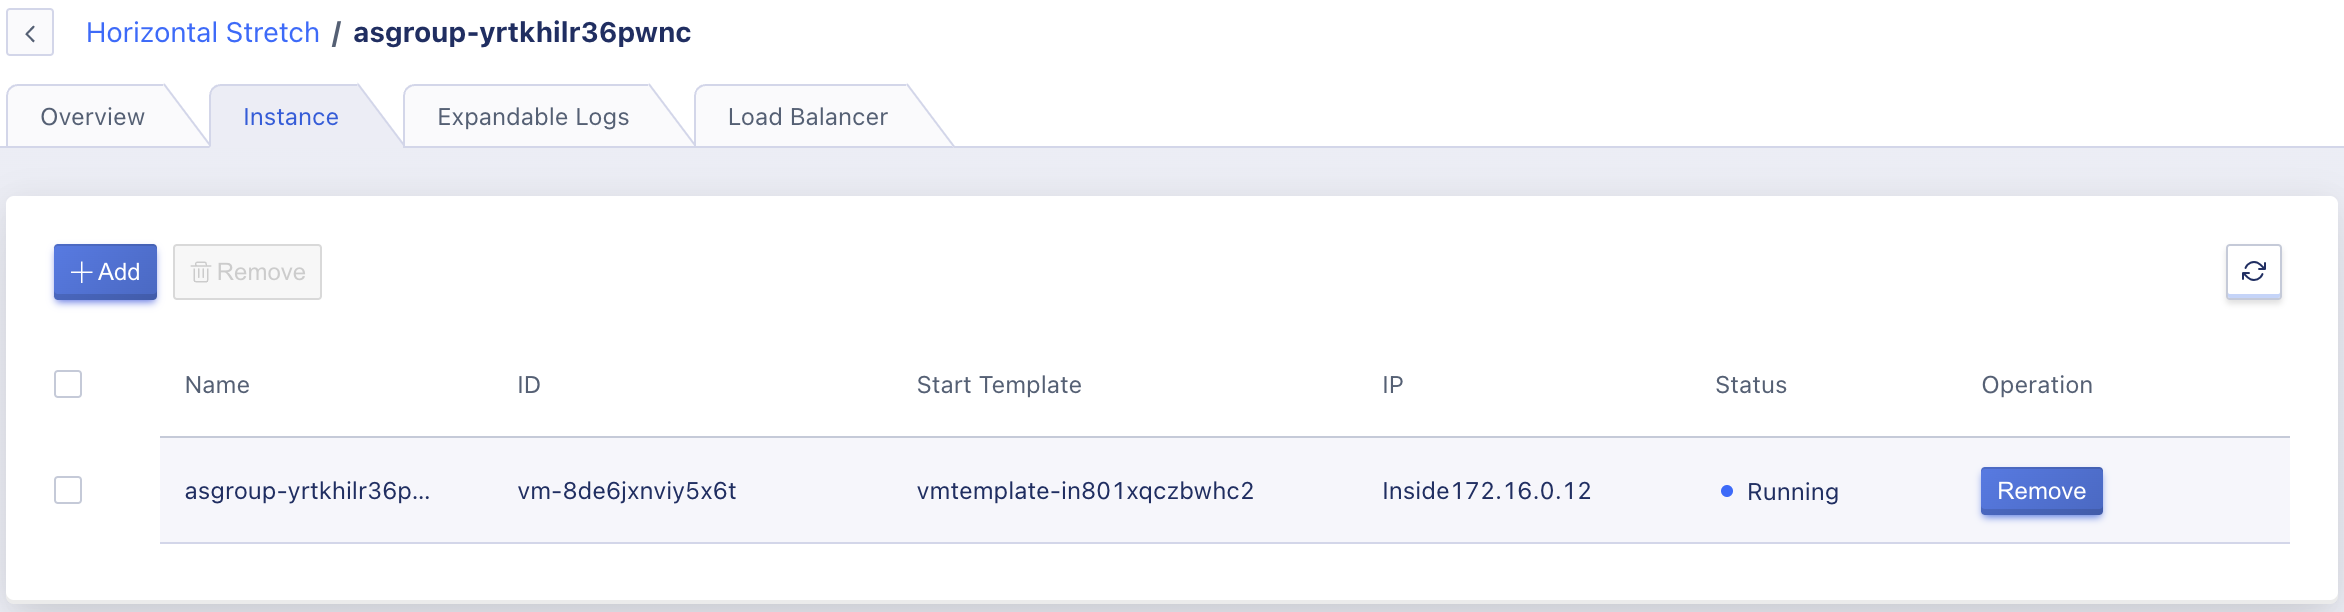 Horizontal Stretch / asgroup-yrtkhilr36pwnc
Overview Instance Expandable Logs Load Balancer
Add Remove
Name ID Start Template IP Status Operation
asgroup-yrtkhilr36p... vm-8de6jxnviy5x6t vmtemplate-in801xqczbwhc2 Inside172.16.0.12 Running Remove